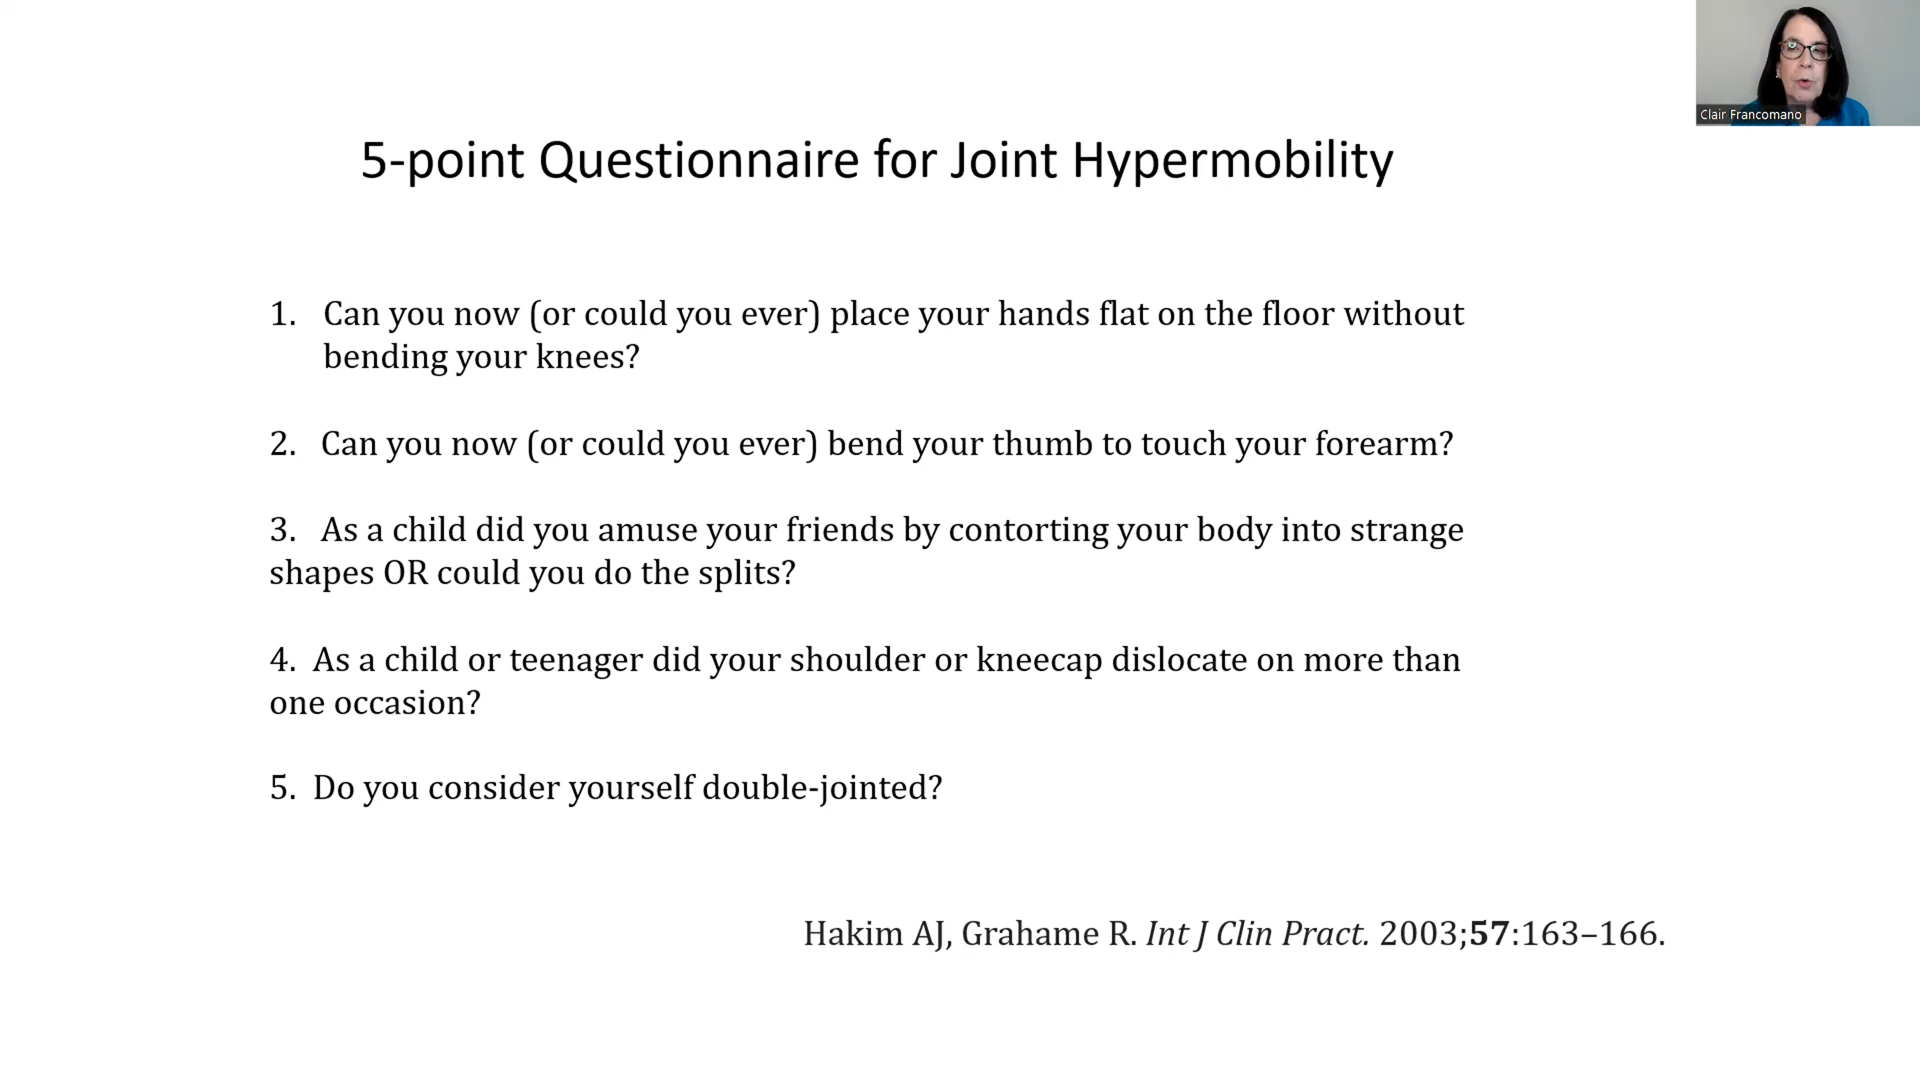 Clair Francomano
5-point Questionnaire for Joint Hypermobility
1. Can you now (or could you ever) place your hands flat on the floor without
bending your knees?
2. Can you now (or could you ever) bend your thumb to touch your forearm?
3. As a child did you amuse your friends by contorting your body into strange
shapes OR could you do the splits?
4. As a child or teenager did your shoulder or kneecap dislocate on more than
one occasion?
5. Do you consider yourself double-jointed?
Hakim AJ, Grahame R. Int J Clin Pract. 2003;57:163–166.